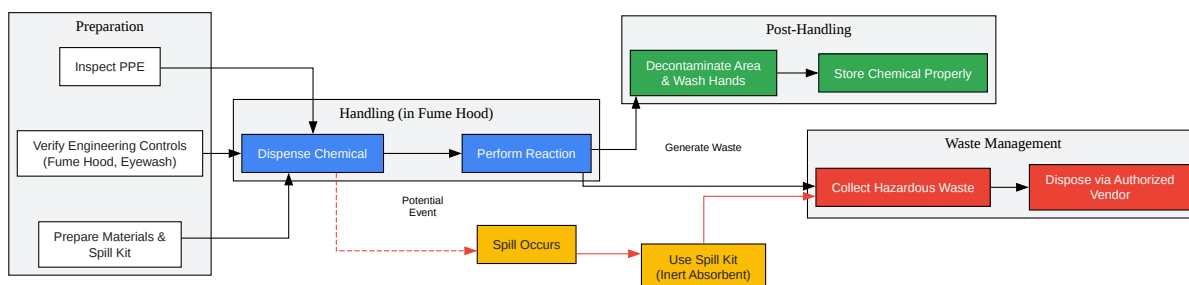 Preparation
Inspect PPE
Verify Engineering Controls
(Fume Hood, Eyewash)
Prepare Materials &
Spill Kit
Handling (in Fume Hood)
Dispense Chemical
Perform Reaction
Potential
Event
Spill Occurs
Use Spill Kit
(Inert Absorbent)
Post-Handling
Decontaminate Area
& Wash Hands
Store Chemical Properly
Generate Waste
Waste Management
Collect Hazardous Waste
Dispose via Authorized
Vendor